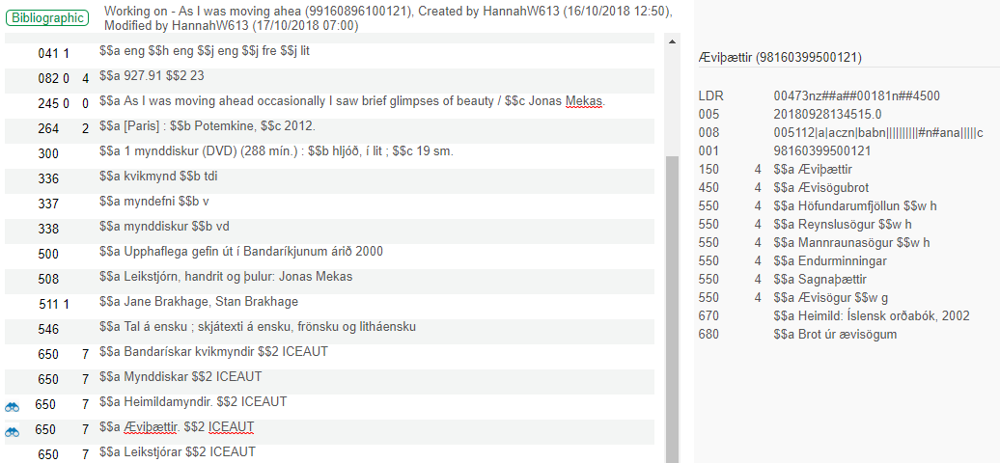 Bibliographic
Working on - As I was moving ahea (99160896100121), Created by HannahW613 (16/10/2018 12:50),
Modified by HannahW613 (17/10/2018 07:00)
041 1 $$a eng $$h eng $$j eng $$j fre $$j lit
082 0 4 $$a 927.91 $$2 23
245 0 0 $$a As I was moving ahead occasionally I saw brief glimpses of beauty / $$c Jonas Mekas.
264 2 $$a [Paris] : $$b Potemkine, $$c 2012.
300 $$a 1 mynddiskur (DVD) (288 mín.) : $$b hljóð, í lit ; $$c 19 sm.
336 $$a kvikmynd $$b tdi
337 $$a myndefni $$b v
338 $$a mynddiskur $$b vd
500 $$a Upphaflega gefin út í Bandaríkjunum árið 2000
508 $$a Leikstjórn, handrit og þulur: Jonas Mekas
511 1 $$a Jane Brakhage, Stan Brakhage
546 $$a Tal á ensku ; skjátexti á ensku, frönsku og litháensku
650 7 $$a Bandarískar kvikmyndir $$2 ICEAUT
650 7 $$a Mynddiskar $$2 ICEAUT
650 7 $$a Heimildamyndir. $$2 ICEAUT
650 7 $$a Æviþættir. $$2 ICEAUT
650 7 $$a Leikstjórar $$2 ICEAUT
Æviþættir (98160399500121)
LDR 00473nz##a##00181n##4500
005 20180928134515.0
008 005112|a|aczn|babn||||||||||#n#ana|||||c
001 98160399500121
150 4 $$a Æviþættir
450 4 $$a Ævisögubrot
550 4 $$a Höfundarumfjöllun $$w h
550 4 $$a Reynslusögur $$w h
550 4 $$a Mannraunasögur $$w h
550 4 $$a Endurminningar
550 4 $$a Sagnaþættir
550 4 $$a Ævisögur $$w g
670 $$a Heimild: Íslensk orðabók, 2002
680 $$a Brot úr ævisögum